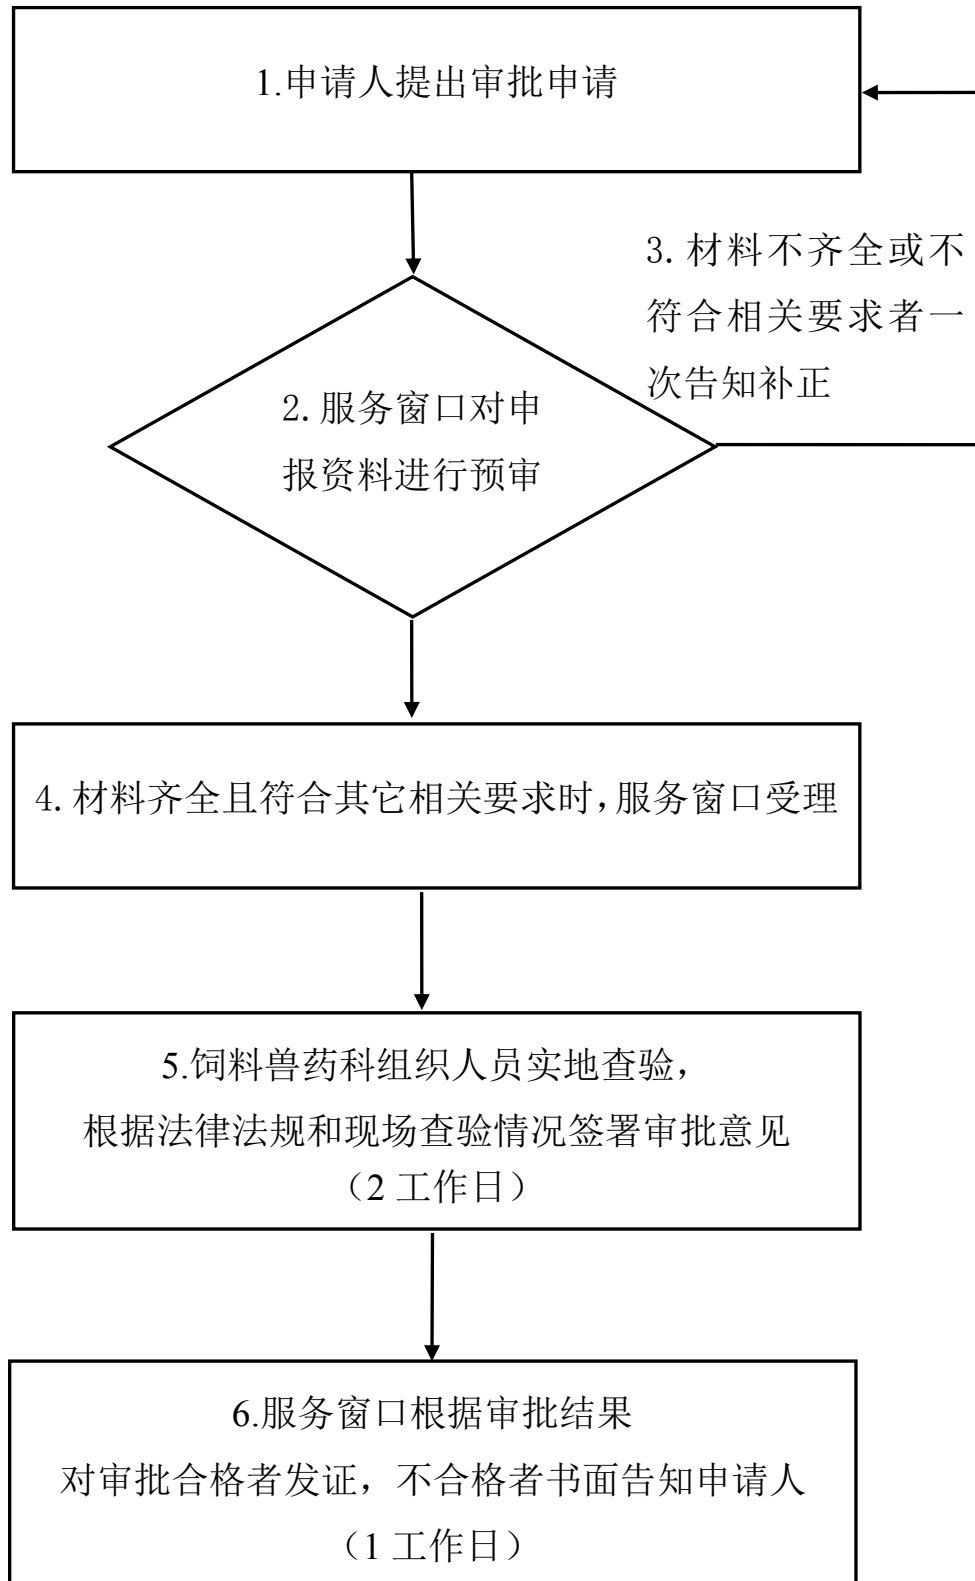 1.申请人提出审批申请
3.材料不齐全或不
符合相关要求者一
次告知补正
2.服务窗口对申
报资料进行预审
4.材料齐全且符合其它相关要求时,服务窗口受理
5.饲料兽药科组织人员实地查验，
根据法律法规和现场查验情况签署审批意见
（2 工作日）
6.服务窗口根据审批结果
对审批合格者发证，不合格者书面告知申请人
（1 工作日）